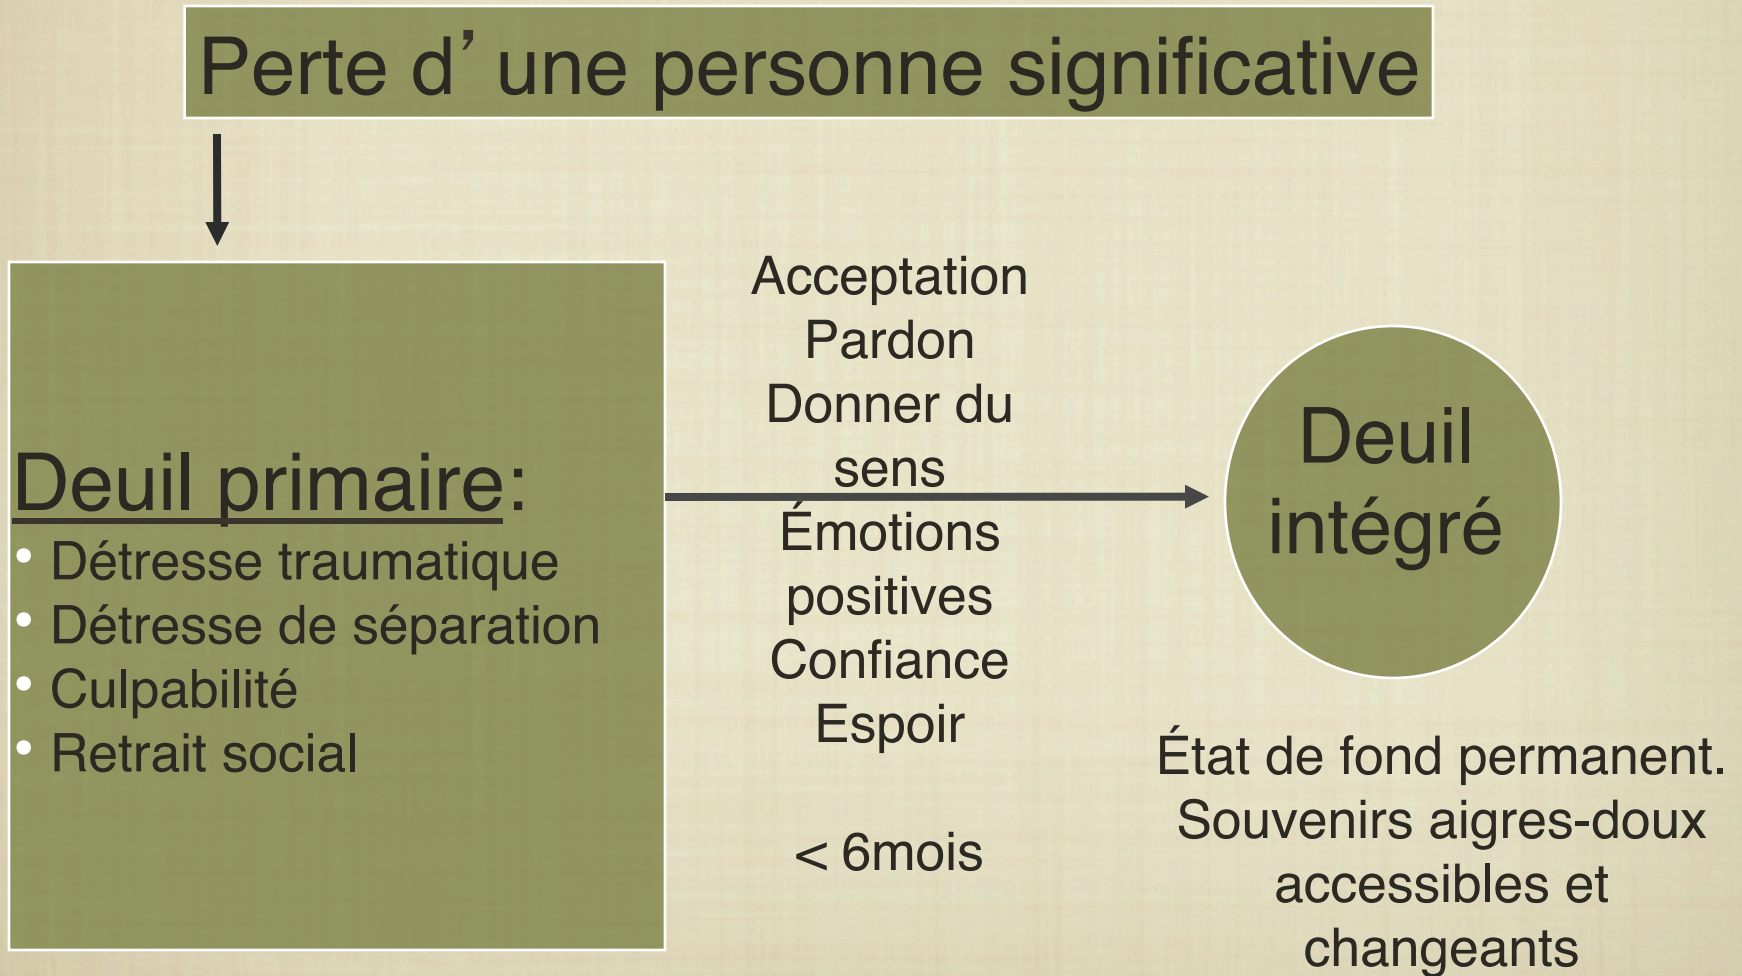 Perte d’ une personne significative
Deuil primaire:
• Détresse traumatique
• Détresse de séparation
• Culpabilité
• Retrait social
Acceptation
Pardon
Donner du
sens
Émotions
positives
Confiance
Espoir
< 6mois
Deuil
intégré
État de fond permanent.
Souvenirs aigres-doux
accessibles et
changeants